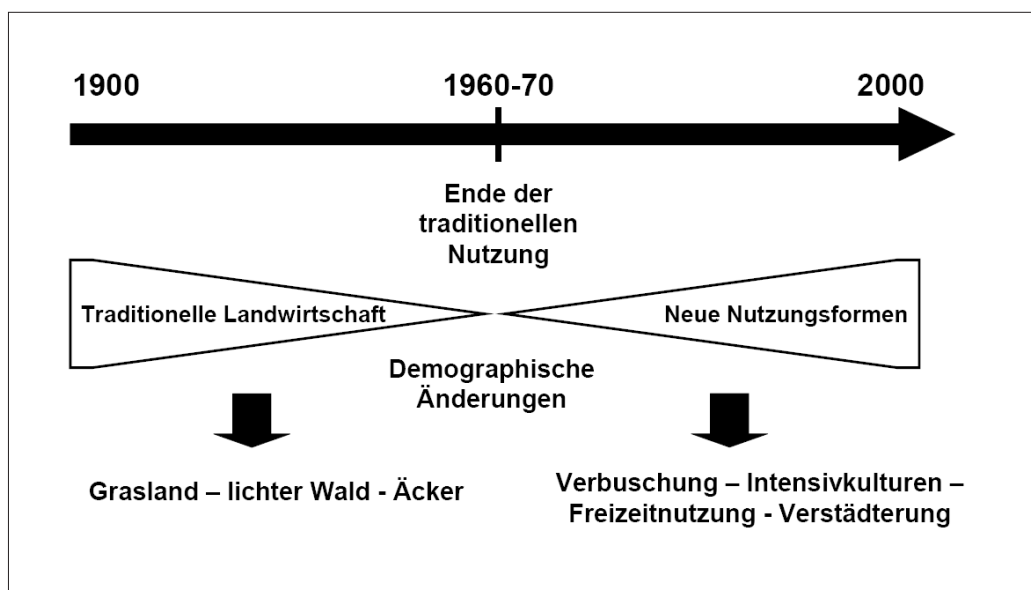 1900
1960-70
2000
Ende der
traditionellen
Nutzung
Traditionelle Landwirtschaft
Neue Nutzungsformen
Demographische
Änderungen
Grasland – lichter Wald - Äcker
Verbuschung – Intensivkulturen –
Freizeitnutzung - Verstädterung